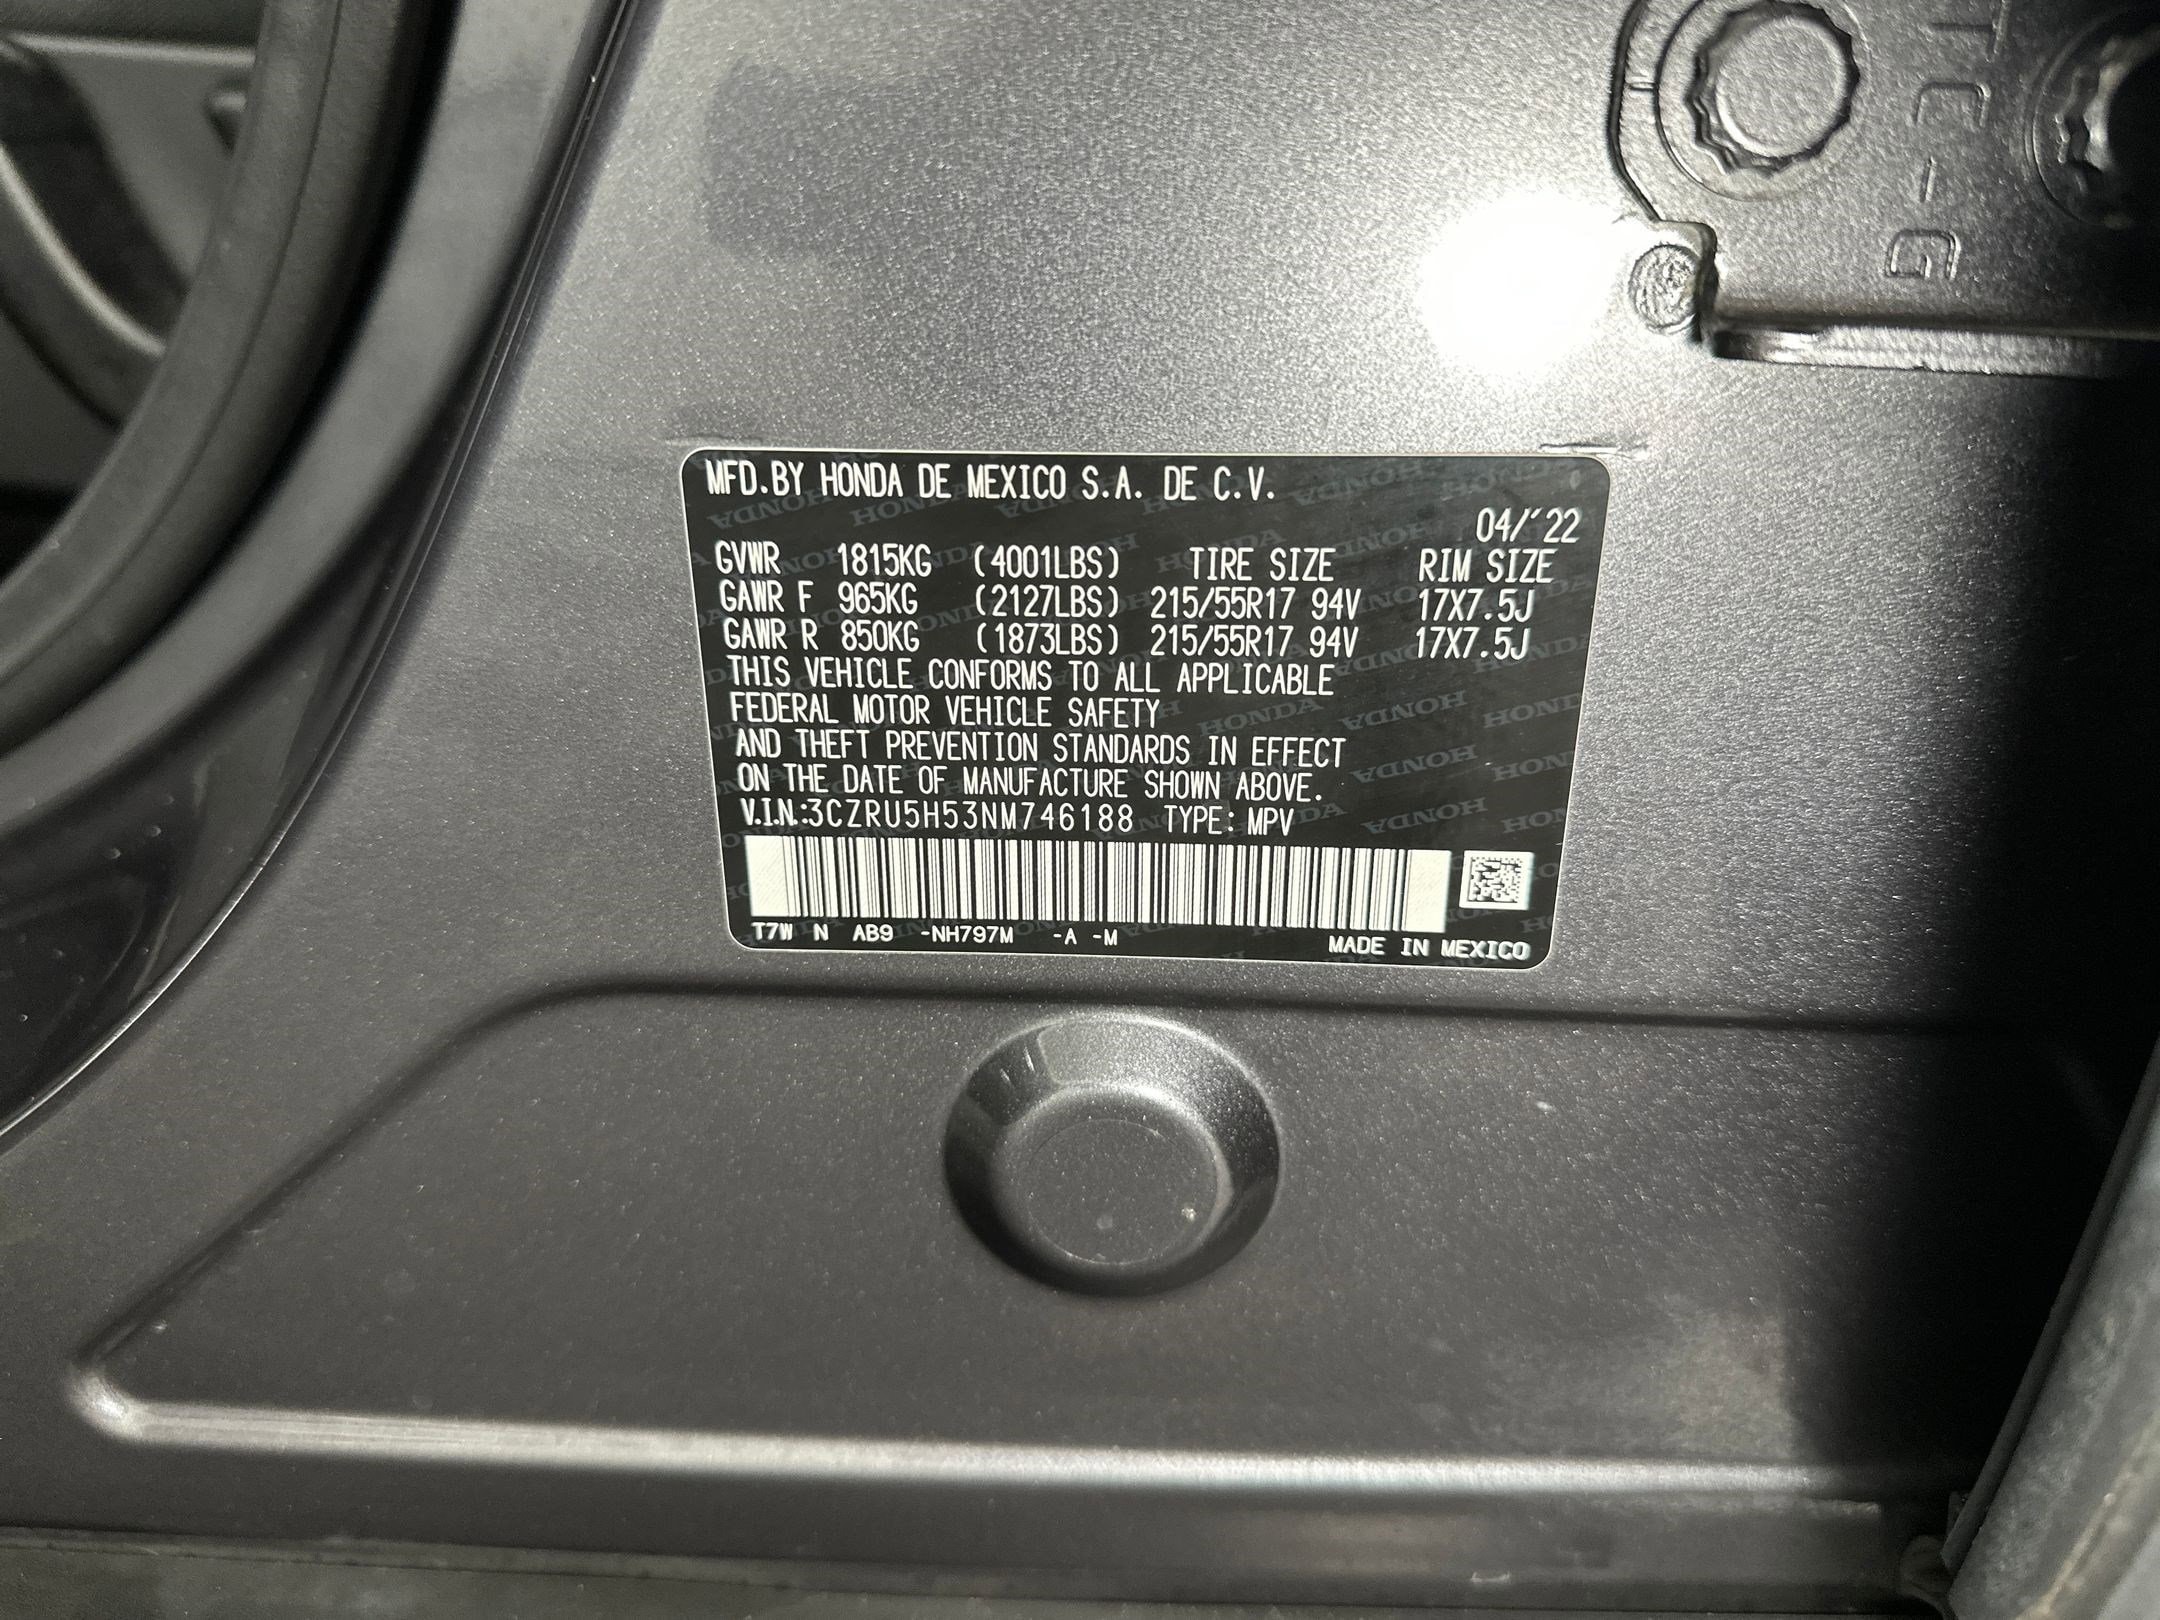 MFD.BY HONDA DE MEXICO S.A. DE C.V.
04/'22
GVWR 1815KG (4001LBS) TIRE SIZE RIM SIZE
GAWR F 965KG (2127LBS) 215/55R17 94V 17X7.5J
GAWR R 850KG (1873LBS) 215/55R17 94V 17X7.5J
THIS VEHICLE CONFORMS TO ALL APPLICABLE
FEDERAL MOTOR VEHICLE SAFETY
AND THEFT PREVENTION STANDARDS IN EFFECT
ON THE DATE OF MANUFACTURE SHOWN ABOVE.
V.I.N.:3CZRU5H53NM746188 TYPE: MPV
T7W N AB9 -NH797M -A -M MADE IN MEXICO